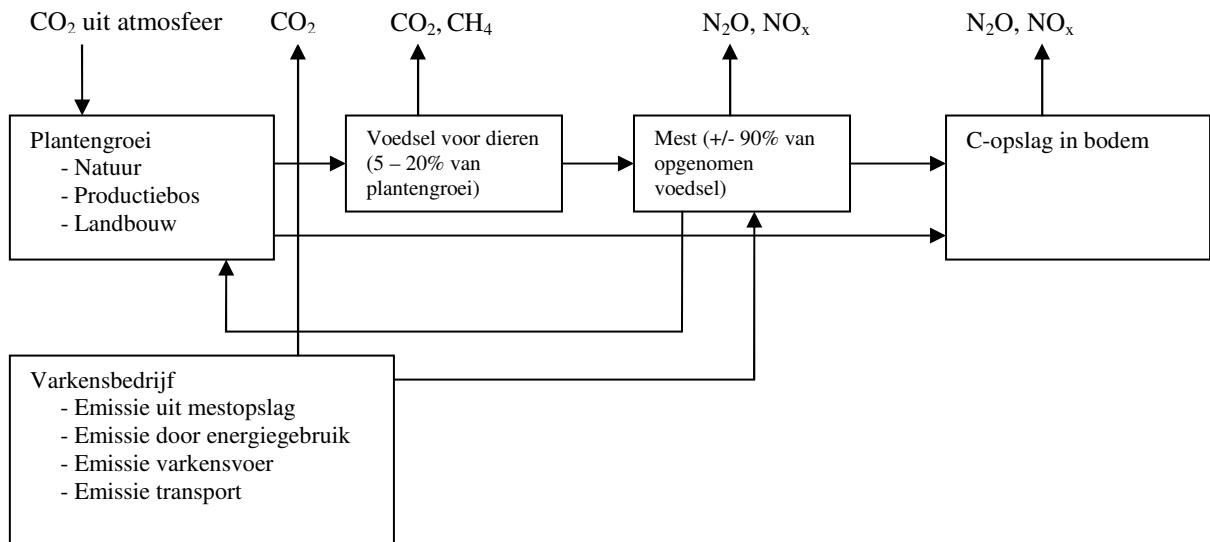 CO₂ uit atmosfeer
CO₂
CO₂, CH₄
N₂O, NOₓ
N₂O, NOₓ
Plantengroei
- Natuur
- Productiebos
- Landbouw
Voedsel voor dieren
(5 – 20% van
plantengroei)
Mest (+/- 90% van
opgenomen
voedsel)
C-opslag in bodem
Varkensbedrijf
- Emissie uit mestopslag
- Emissie door energiegebruik
- Emissie varkensvoer
- Emissie transport